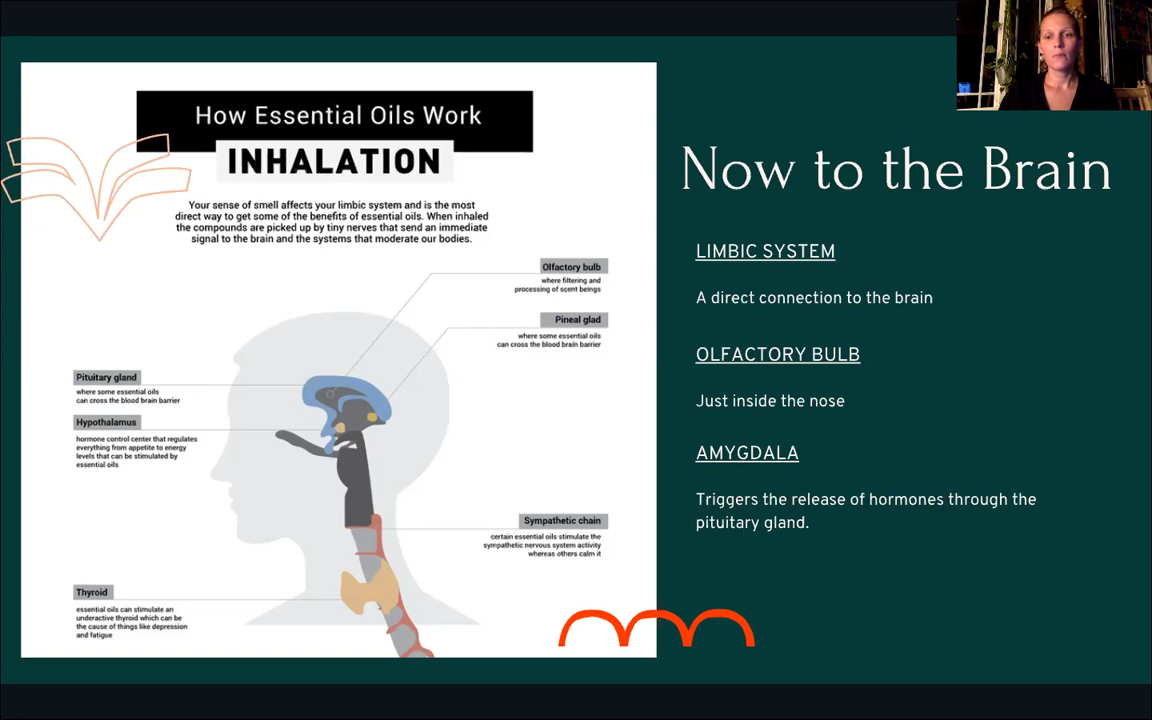 How Essential Oils Work
INHALATION
Your sense of smell affects your limbic system and is the most
direct way to get some of the benefits of essential oils. When inhaled
the compounds are picked up by tiny nerves that send an immediate
signal to the brain and the systems that moderate our bodies.
Olfactory bulb
where filtering and
processing of scent beings
Pineal glad
where some essential oils
can cross the blood brain barrier
Pituitary gland
where some essential oils
can cross the blood brain barrier
Hypothalamus
hormone control center that regulates
everything from appetite to energy
levels that can be stimulated by
essential oils
Sympathetic chain
certain essential oils stimulate the
sympathetic nervous system activity
whereas others calm it
Thyroid
essential oils can stimulate an
underactive thyroid which can be
the cause of things like depression
and fatigue
Now to the Brain
LIMBIC SYSTEM
A direct connection to the brain
OLFACTORY BULB
Just inside the nose
AMYGDALA
Triggers the release of hormones through the
pituitary gland.